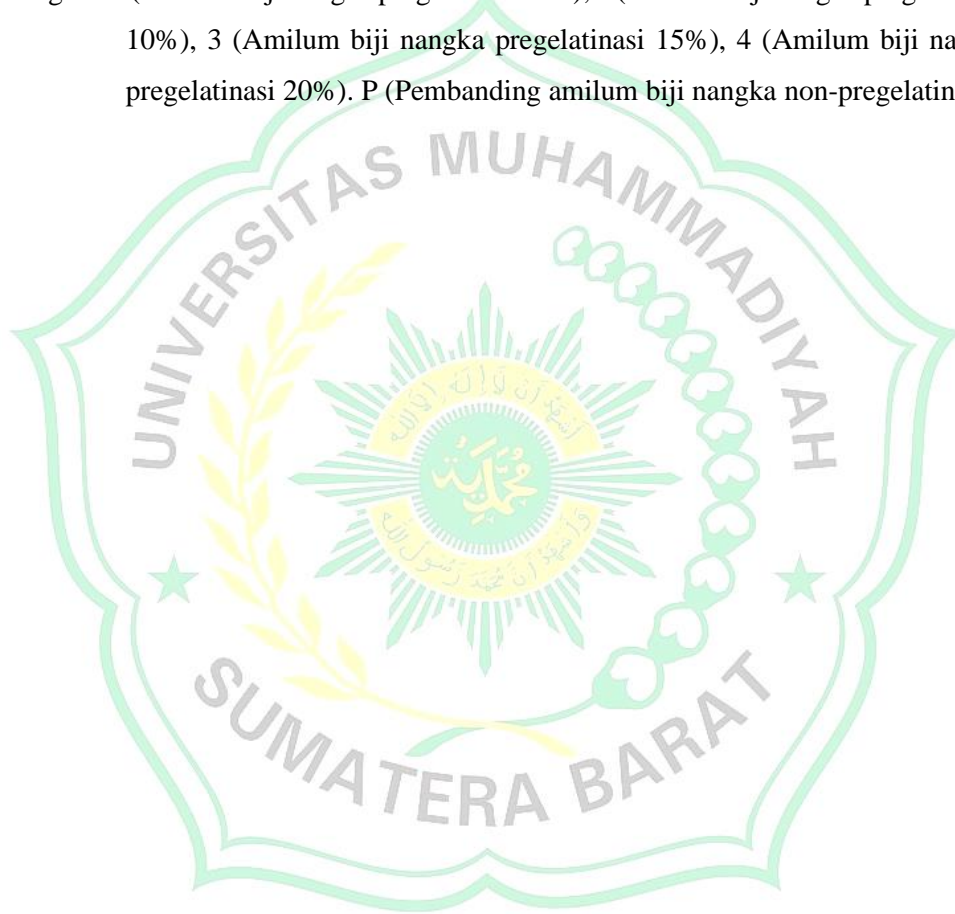 10%), 3 (Amilum biji nangka pregelatinasi 15%), 4 (Amilum biji na
pregelatinasi 20%). P (Pembanding amilum biji nangka non-pregelatin
UNIVERSITAS MUHAMMADIYAH
SUMATERA BARAT